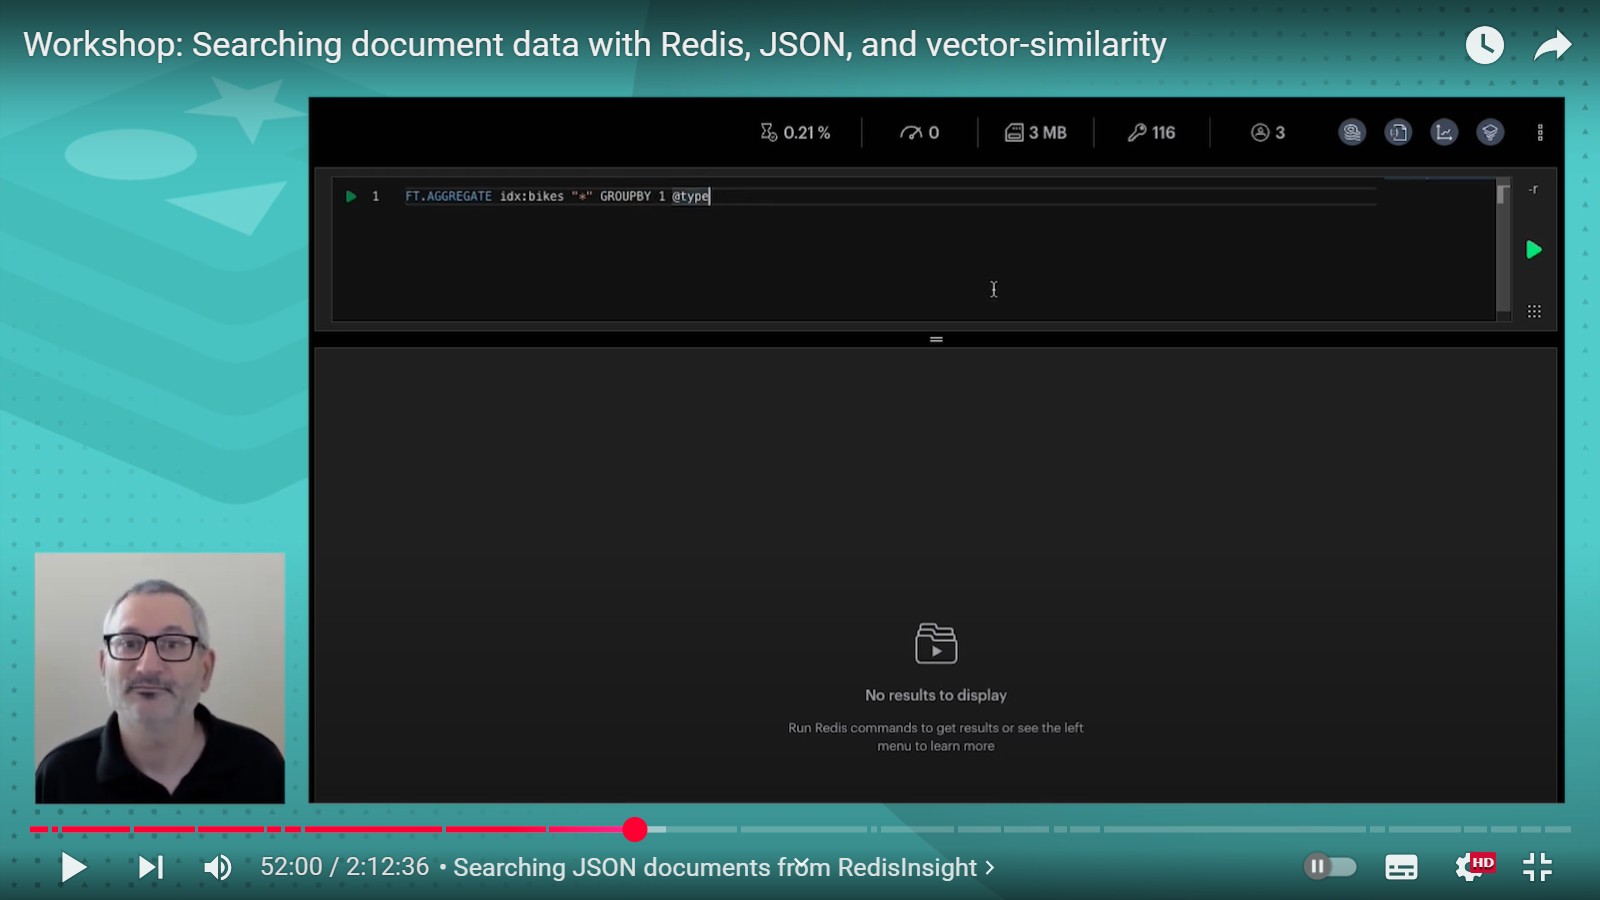 Workshop: Searching document data with Redis, JSON, and vector-similarity
0.21 %
0
3 MB
116
3
1 FT.AGGREGATE idx:bikes "*" GROUPBY 1 @type
-r
No results to display
Run Redis commands to get results or see the left
menu to learn more
52:00 / 2:12:36 • Searching JSON documents from RedisInsight
HD